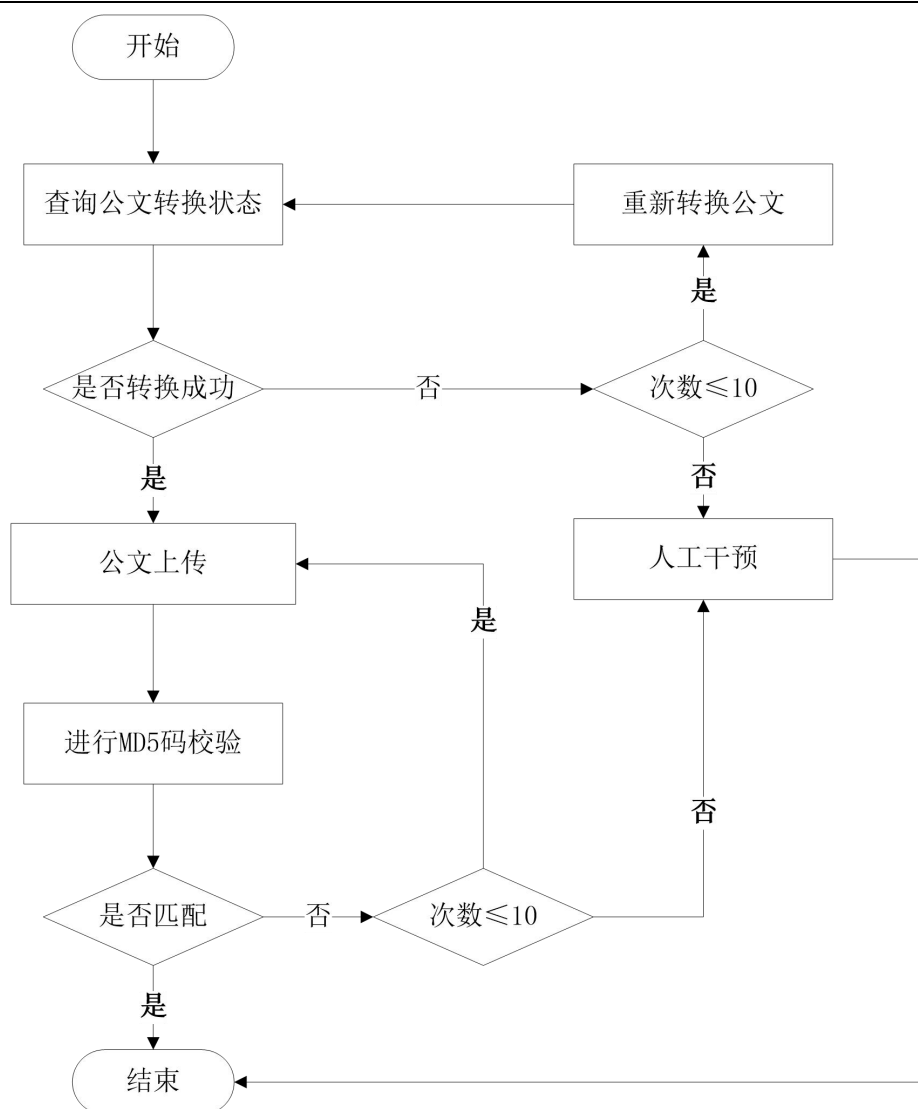 开始
查询公文转换状态
重新转换公文
是
是否转换成功
否
次数≤10
是
否
公文上传
人工干预
是
进行MD5码校验
否
是否匹配
否
次数≤10
是
结束